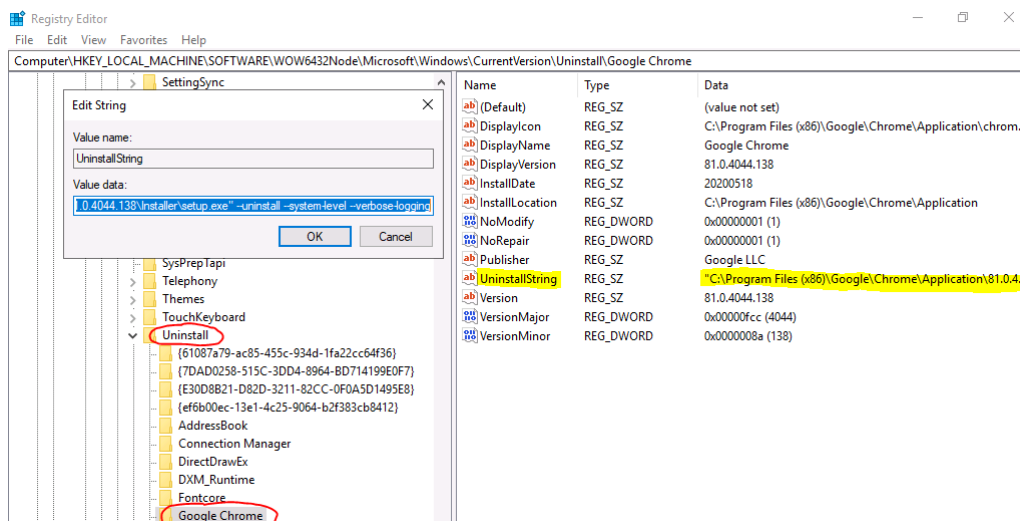 Registry Editor
File Edit View Favorites Help
Computer\HKEY_LOCAL_MACHINE\SOFTWARE\WOW6432Node\Microsoft\Windows\CurrentVersion\Uninstall\Google Chrome
SettingSync
Edit String
Value name:
UninstallString
Value data:
1.0.4044.138\Installer\setup.exe" --uninstall --system-level --verbose-logging
OK Cancel
SysPrepTapi
Telephony
Themes
TouchKeyboard
Uninstall
{61087a79-ac85-455c-934d-1fa22cc64f36}
{7DAD0258-515C-3DD4-8964-BD714199E0F7}
{E30D8B21-D82D-3211-82CC-0F0A5D1495E8}
{ef6b00ec-13e1-4c25-9064-b2f383cb8412}
AddressBook
Connection Manager
DirectDrawEx
DXM_Runtime
Fontcore
Google Chrome
Name Type Data
(Default) REG_SZ (value not set)
DisplayIcon REG_SZ C:\Program Files (x86)\Google\Chrome\Application\chrom.
DisplayName REG_SZ Google Chrome
DisplayVersion REG_SZ 81.0.4044.138
InstallDate REG_SZ 20200518
InstallLocation REG_SZ C:\Program Files (x86)\Google\Chrome\Application
NoModify REG_DWORD 0x00000001 (1)
NoRepair REG_DWORD 0x00000001 (1)
Publisher REG_SZ Google LLC
UninstallString REG_SZ "C:\Program Files (x86)\Google\Chrome\Application\81.0.4.
Version REG_SZ 81.0.4044.138
VersionMajor REG_DWORD 0x00000fcc (4044)
VersionMinor REG_DWORD 0x0000008a (138)